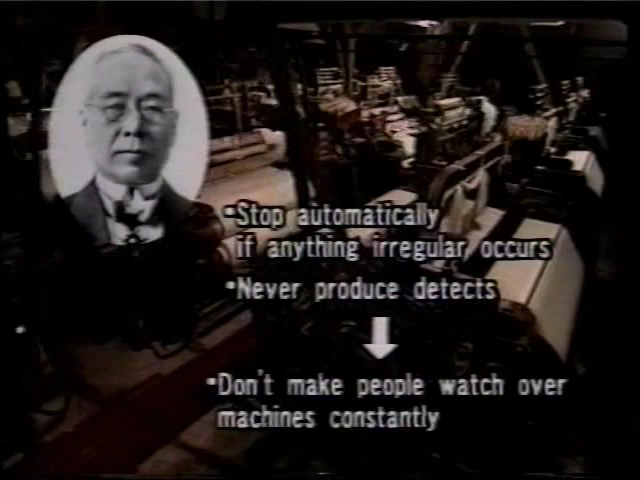 •Stop automatically
if anything irregular occurs
•Never produce detects
•Don't make people watch over
machines constantly